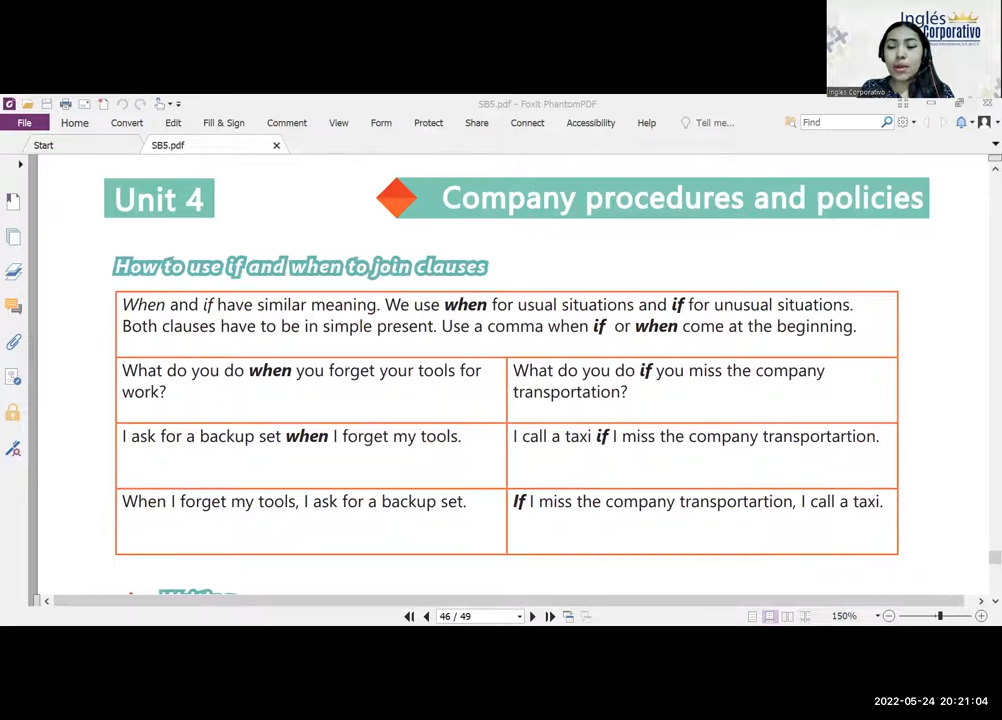 Inglés
Corporativo
Inglés Corporativo
SB5.pdf - Foxit PhantomPDF
File Home Convert Edit Fill & Sign Comment View Form Protect Share Connect Accessibility Help Tell me... Find
Start SB5.pdf
Unit 4
Company procedures and policies
How to use if and when to join clauses
When and if have similar meaning. We use when for usual situations and if for unusual situations.
Both clauses have to be in simple present. Use a comma when if or when come at the beginning.
What do you do when you forget your tools for
work?
What do you do if you miss the company
transportation?
I ask for a backup set when I forget my tools.
I call a taxi if I miss the company transportartion.
When I forget my tools, I ask for a backup set.
If I miss the company transportartion, I call a taxi.
46 / 49
150%
2022-05-24 20:21:04